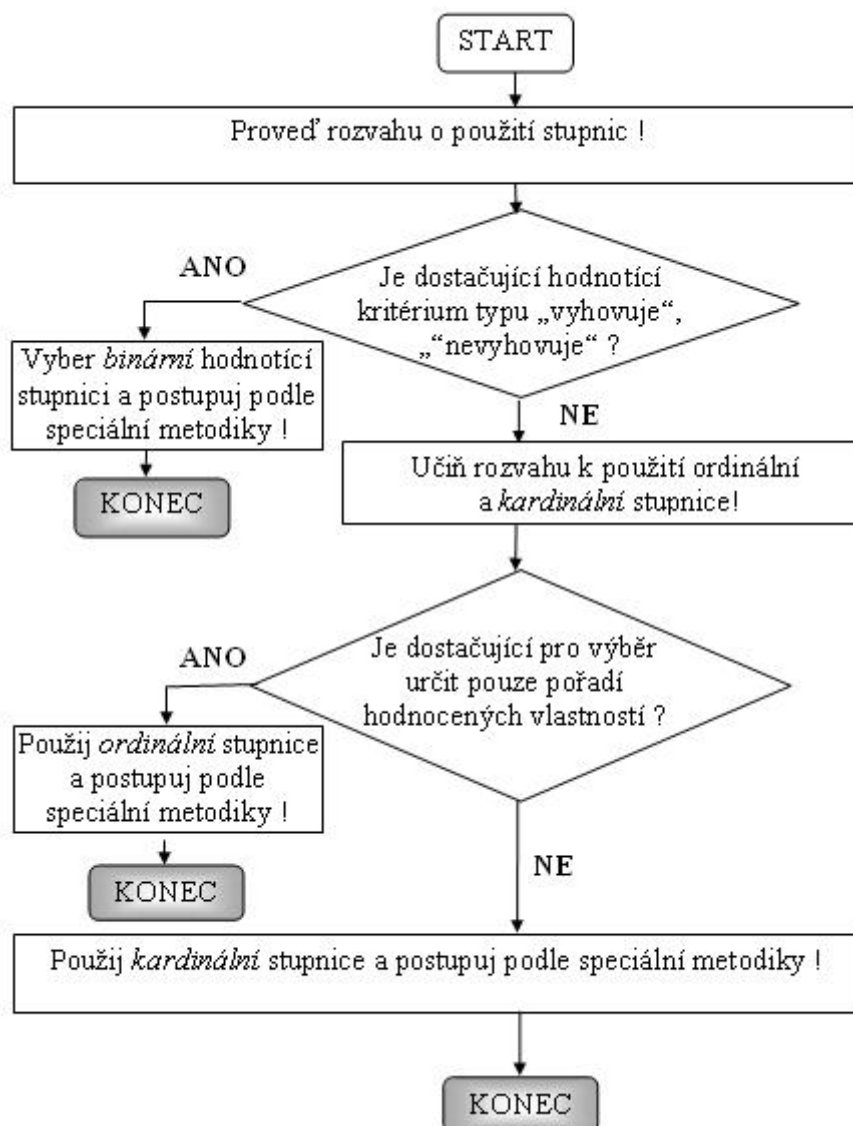 START
Proveď rozvahu o použití stupnic !
ANO
Je dostačující hodnotící
kritérium typu „vyhovuje“,
„“nevyhovuje“ ?
Vyber binární hodnotící
stupnici a postupuj podle
speciální metodiky !
NE
KONEC
Učiň rozvahu k použití ordinální
a kardinální stupnice!
ANO
Je dostačující pro výběr
určit pouze pořadí
hodnocených vlastností ?
Použij ordinální stupnice
a postupuj podle
speciální metodiky !
NE
KONEC
Použij kardinální stupnice a postupuj podle speciální metodiky !
KONEC